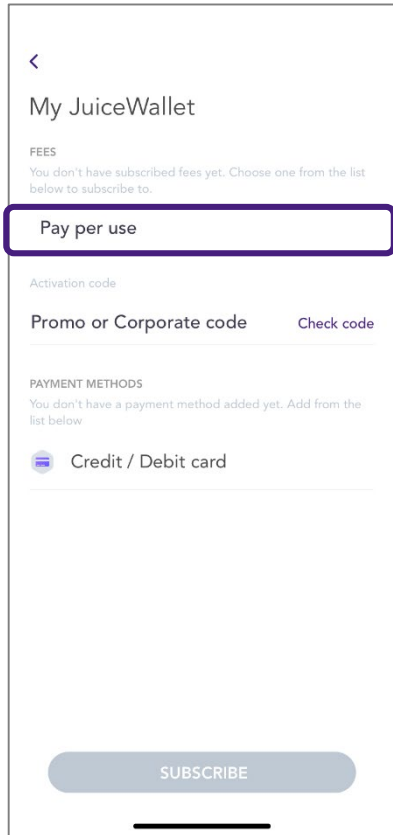 My JuiceWallet
FEES
You don't have subscribed fees yet. Choose one from the list
below to subscribe to.
Pay per use
Activation code
Promo or Corporate code Check code
PAYMENT METHODS
You don't have a payment method added yet. Add from the
list below
Credit / Debit card
SUBSCRIBE